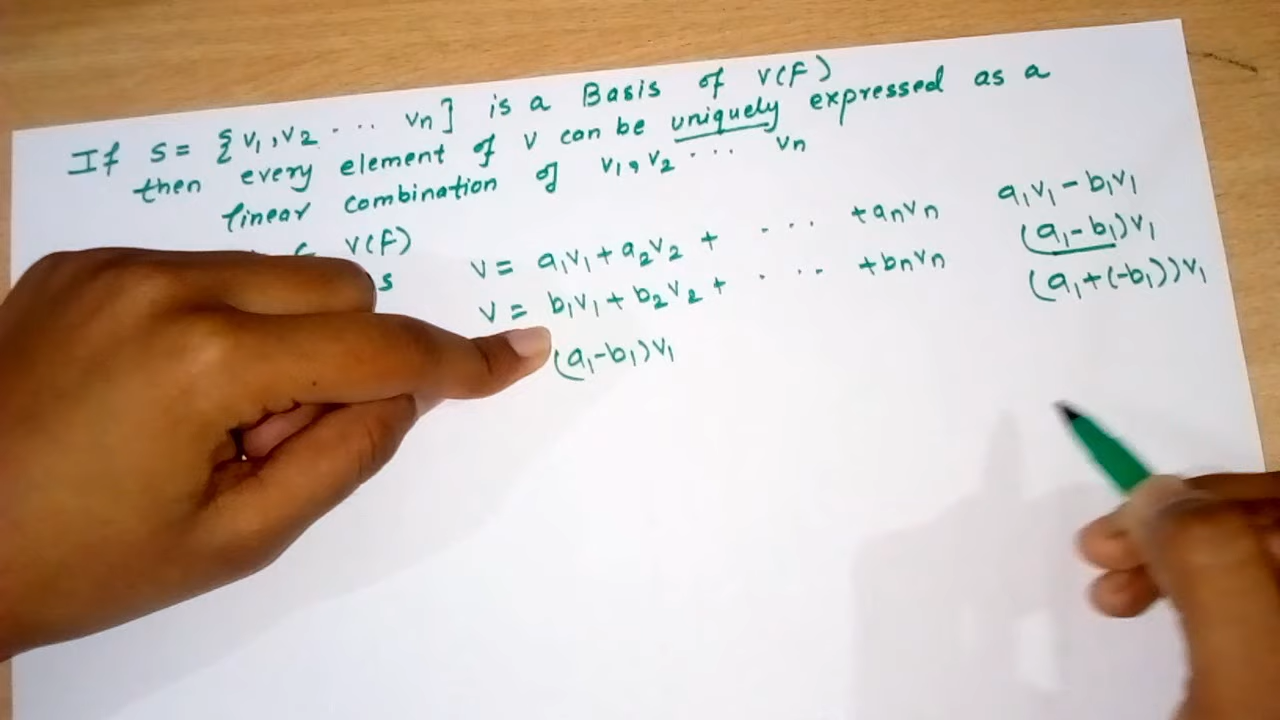 If S = {v₁, v₂ ... vn} is a Basis of V(F)
then every element of V can be uniquely expressed as a
linear combination of v₁, v₂ ... vn
V(F)
s
v = a₁v₁ + a₂v₂ + ... + anvn
v = b₁v₁ + b₂v₂ + ... + bnvn
(a₁-b₁)v₁
a₁v₁ - b₁v₁
(a₁-b₁)v₁
(a₁+(-b₁))v₁